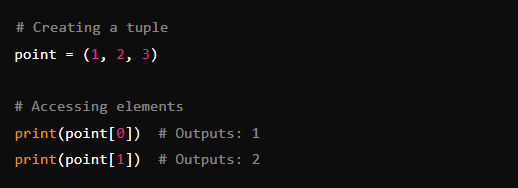 # Creating a tuple
point = (1, 2, 3)
# Accessing elements
print(point[0])  # Outputs: 1
print(point[1])  # Outputs: 2